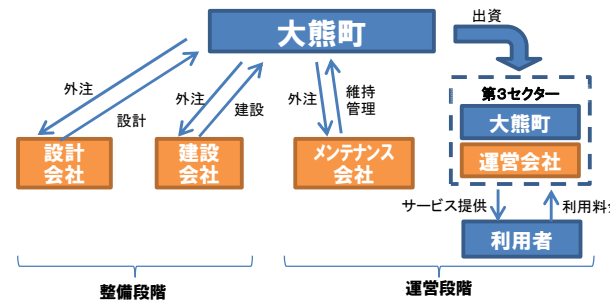 大熊町
出資
外注
設計
外注
建設
外注
維持
管理
第3セクター
大熊町
運営会社
設計
会社
建設
会社
メンテナンス
会社
サービス提供
利用料
利用者
整備段階
運営段階